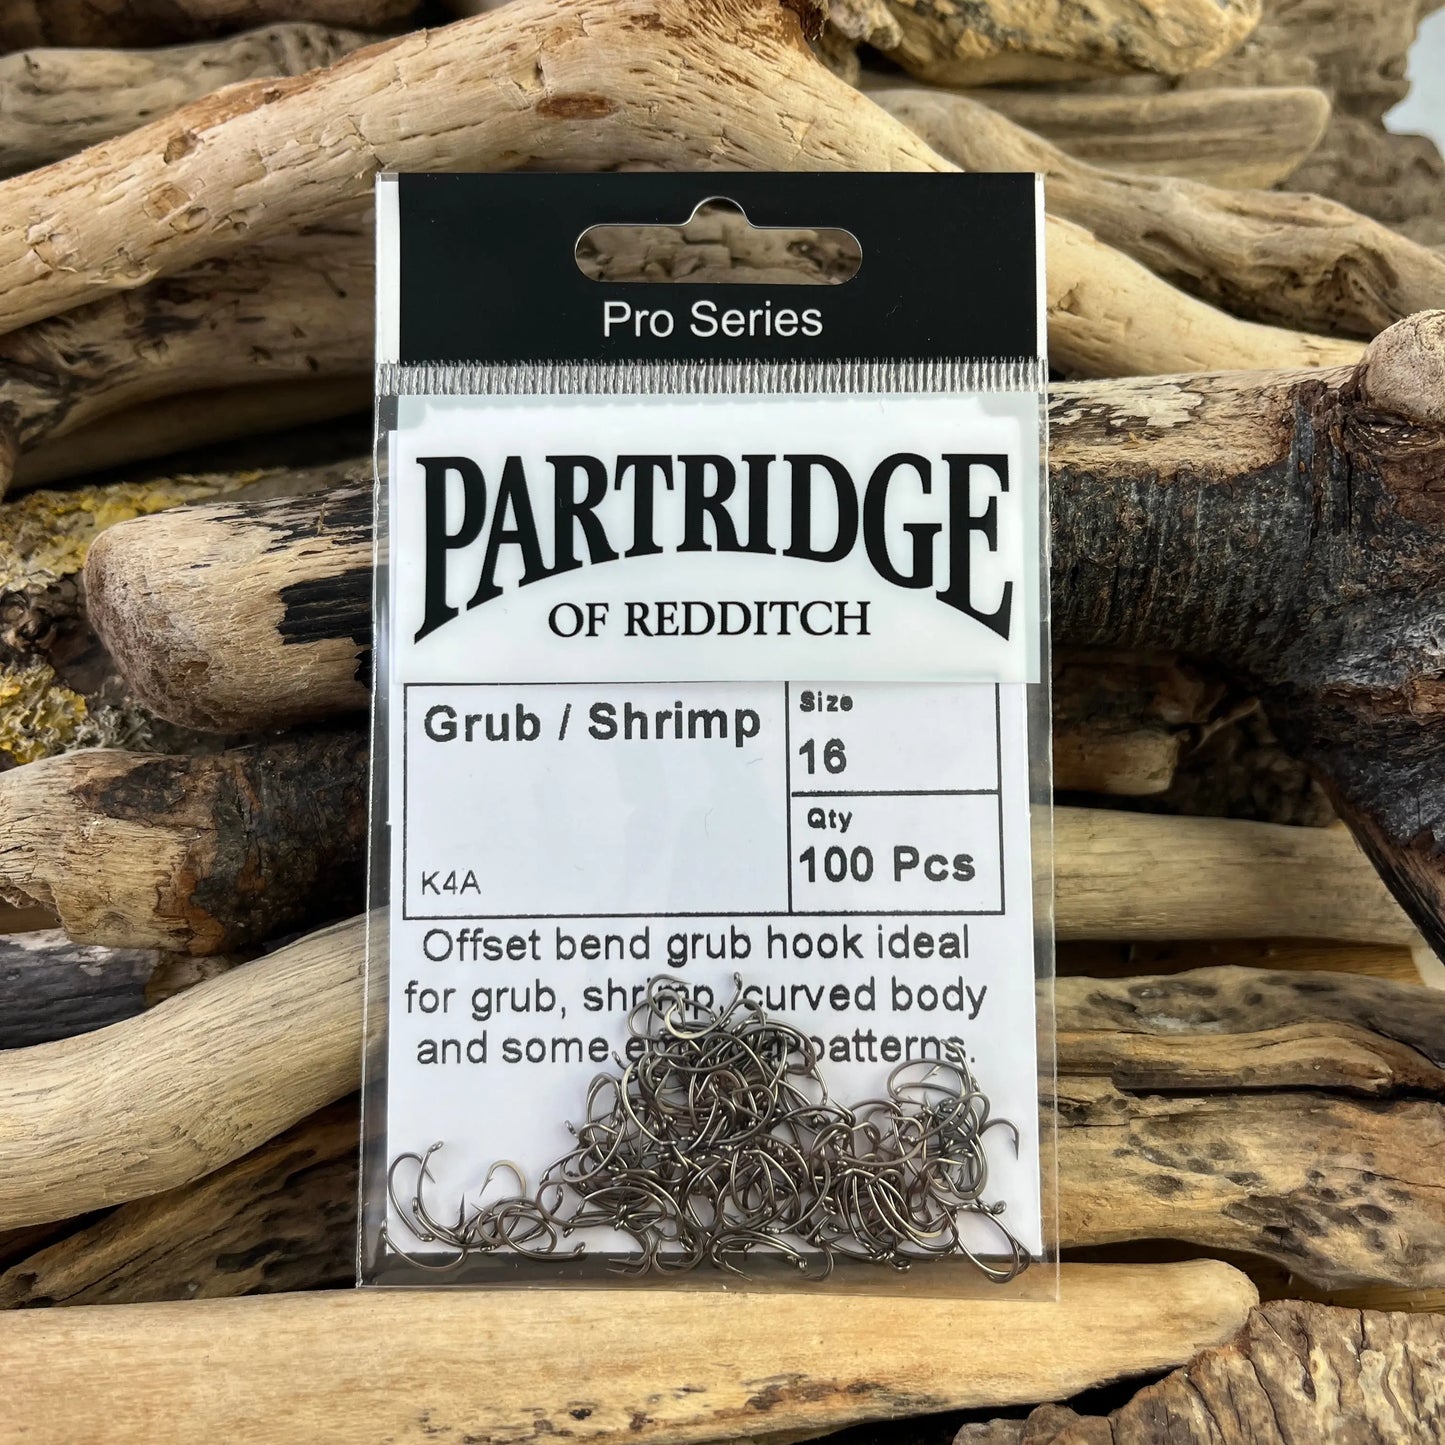 Pro Series
PARTRIDGE
OF REDDITCH
Grub / Shrimp
Size
16
Qty
100 Pcs
K4A
Offset bend grub hook ideal
for grub, shrimp, curved body
and some patterns.